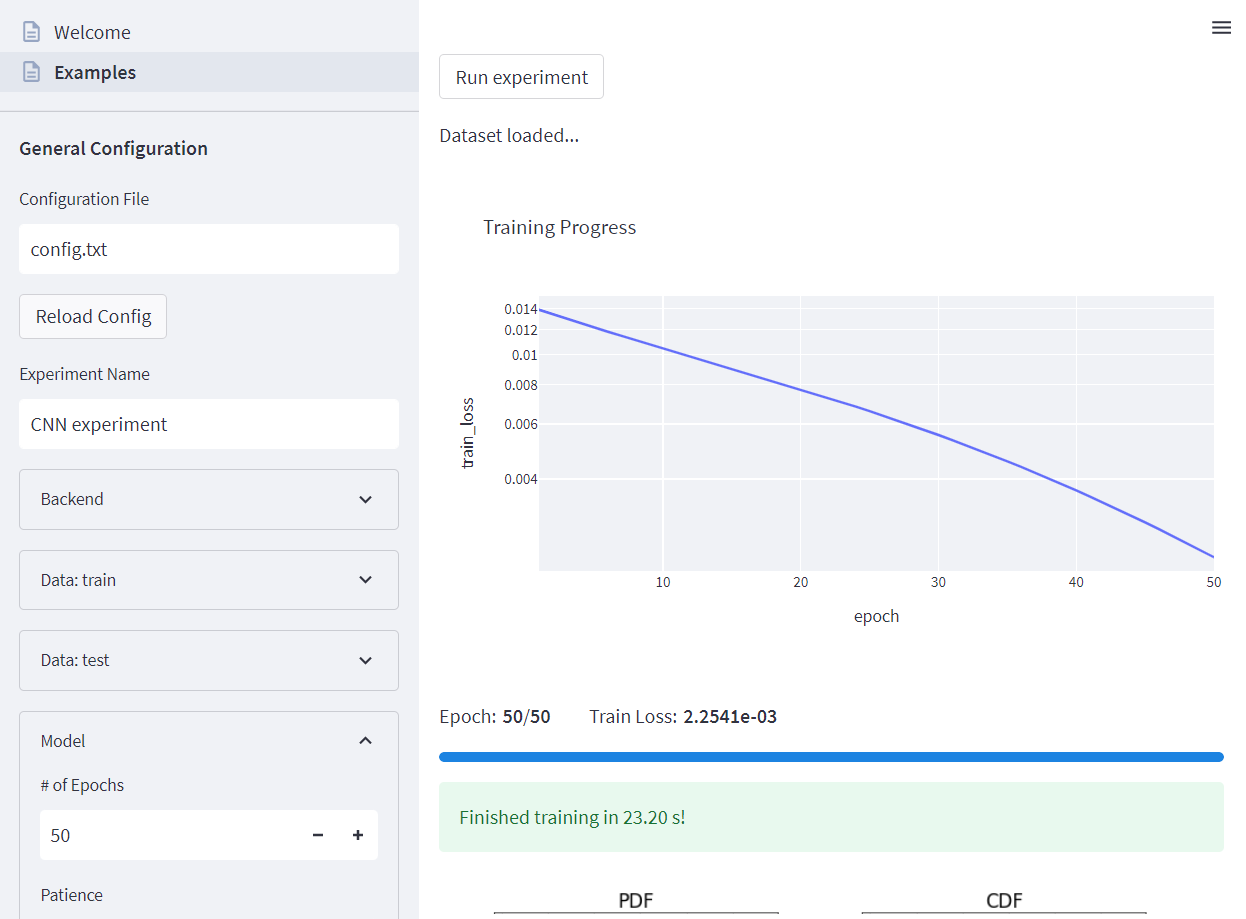 Welcome
Examples
General Configuration
Configuration File
config.txt
Reload Config
Experiment Name
CNN experiment
Backend
Data: train
Data: test
Model
# of Epochs
50
Patience
Run experiment
Dataset loaded...
Training Progress
0.014
0.012
0.01
0.008
0.006
0.004
train_loss
10 20 30 40 50
epoch
Epoch: 50/50 Train Loss: 2.2541e-03
Finished training in 23.20 s!
PDF CDF